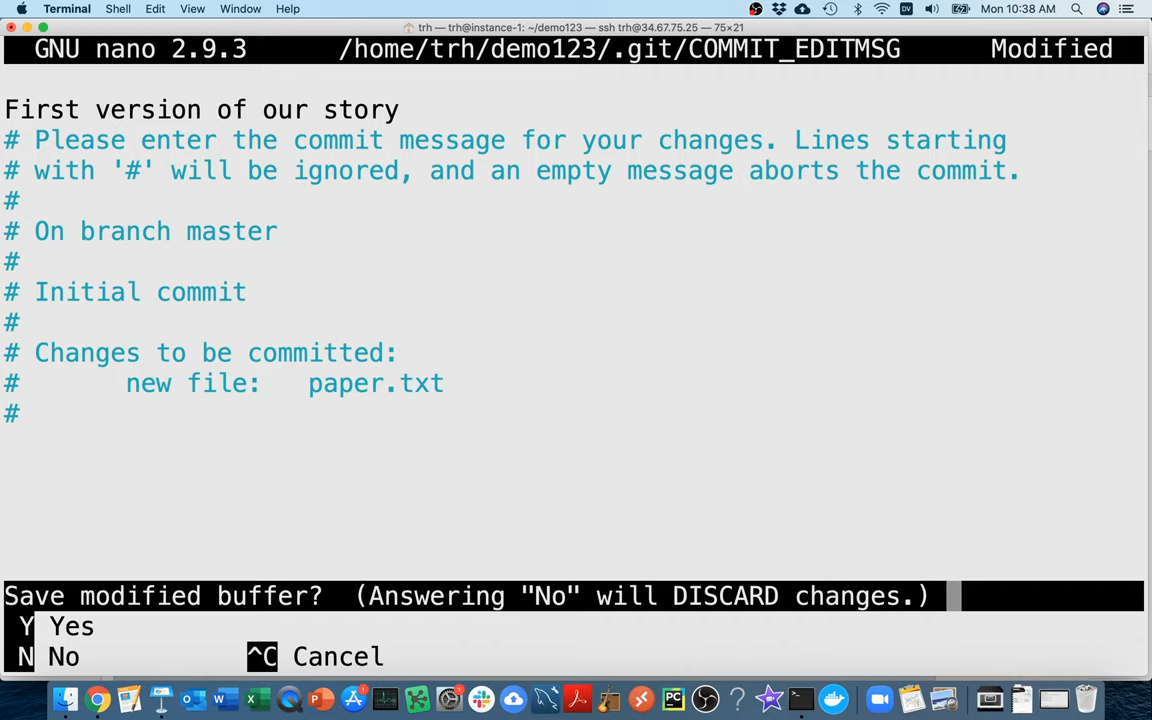 Terminal Shell Edit View Window Help Mon 10:38 AM
trh — trh@instance-1: ~/demo123 — ssh trh@34.67.75.25 — 75×21
GNU nano 2.9.3 /home/trh/demo123/.git/COMMIT_EDITMSG Modified
First version of our story
# Please enter the commit message for your changes. Lines starting
# with '#' will be ignored, and an empty message aborts the commit.
#
# On branch master
#
# Initial commit
#
# Changes to be committed:
# new file: paper.txt
#
Save modified buffer? (Answering "No" will DISCARD changes.)
Y Yes
N No ^C Cancel